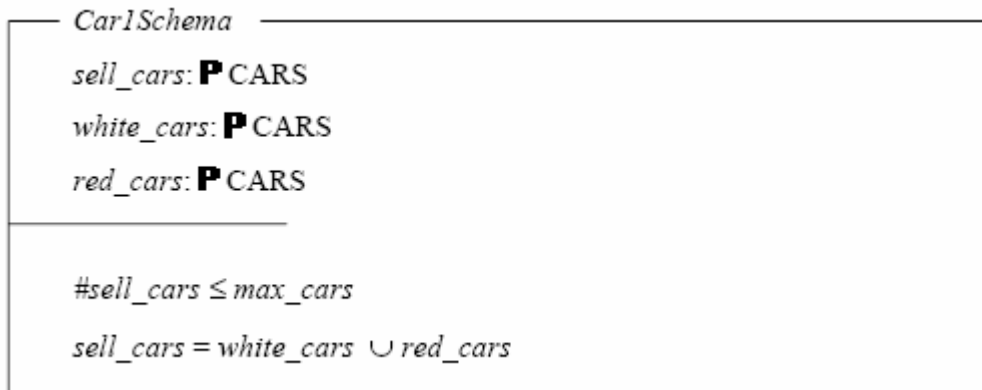 Car1Schema
sell_cars: ℙ CARS
white_cars: ℙ CARS
red_cars: ℙ CARS
#sell_cars ≤ max_cars
sell_cars = white_cars ∪ red_cars